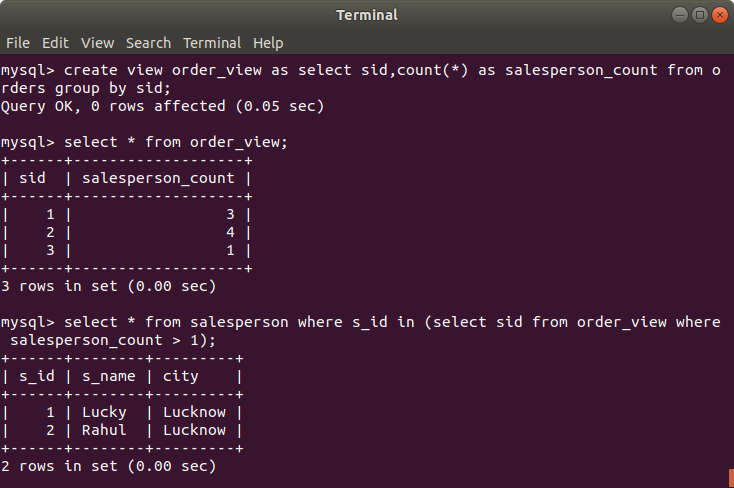 Terminal
File Edit View Search Terminal Help
mysql> create view order_view as select sid,count(*) as salesperson_count from o
rders group by sid;
Query OK, 0 rows affected (0.05 sec)
mysql> select * from order_view;
+------+-------------------+
| sid  | salesperson_count |
+------+-------------------+
|    1 |                 3 |
|    2 |                 4 |
|    3 |                 1 |
+------+-------------------+
3 rows in set (0.00 sec)
mysql> select * from salesperson where s_id in (select sid from order_view where
 salesperson_count > 1);
+------+--------+---------+
| s_id | s_name | city    |
+------+--------+---------+
|    1 | Lucky  | Lucknow |
|    2 | Rahul  | Lucknow |
+------+--------+---------+
2 rows in set (0.00 sec)